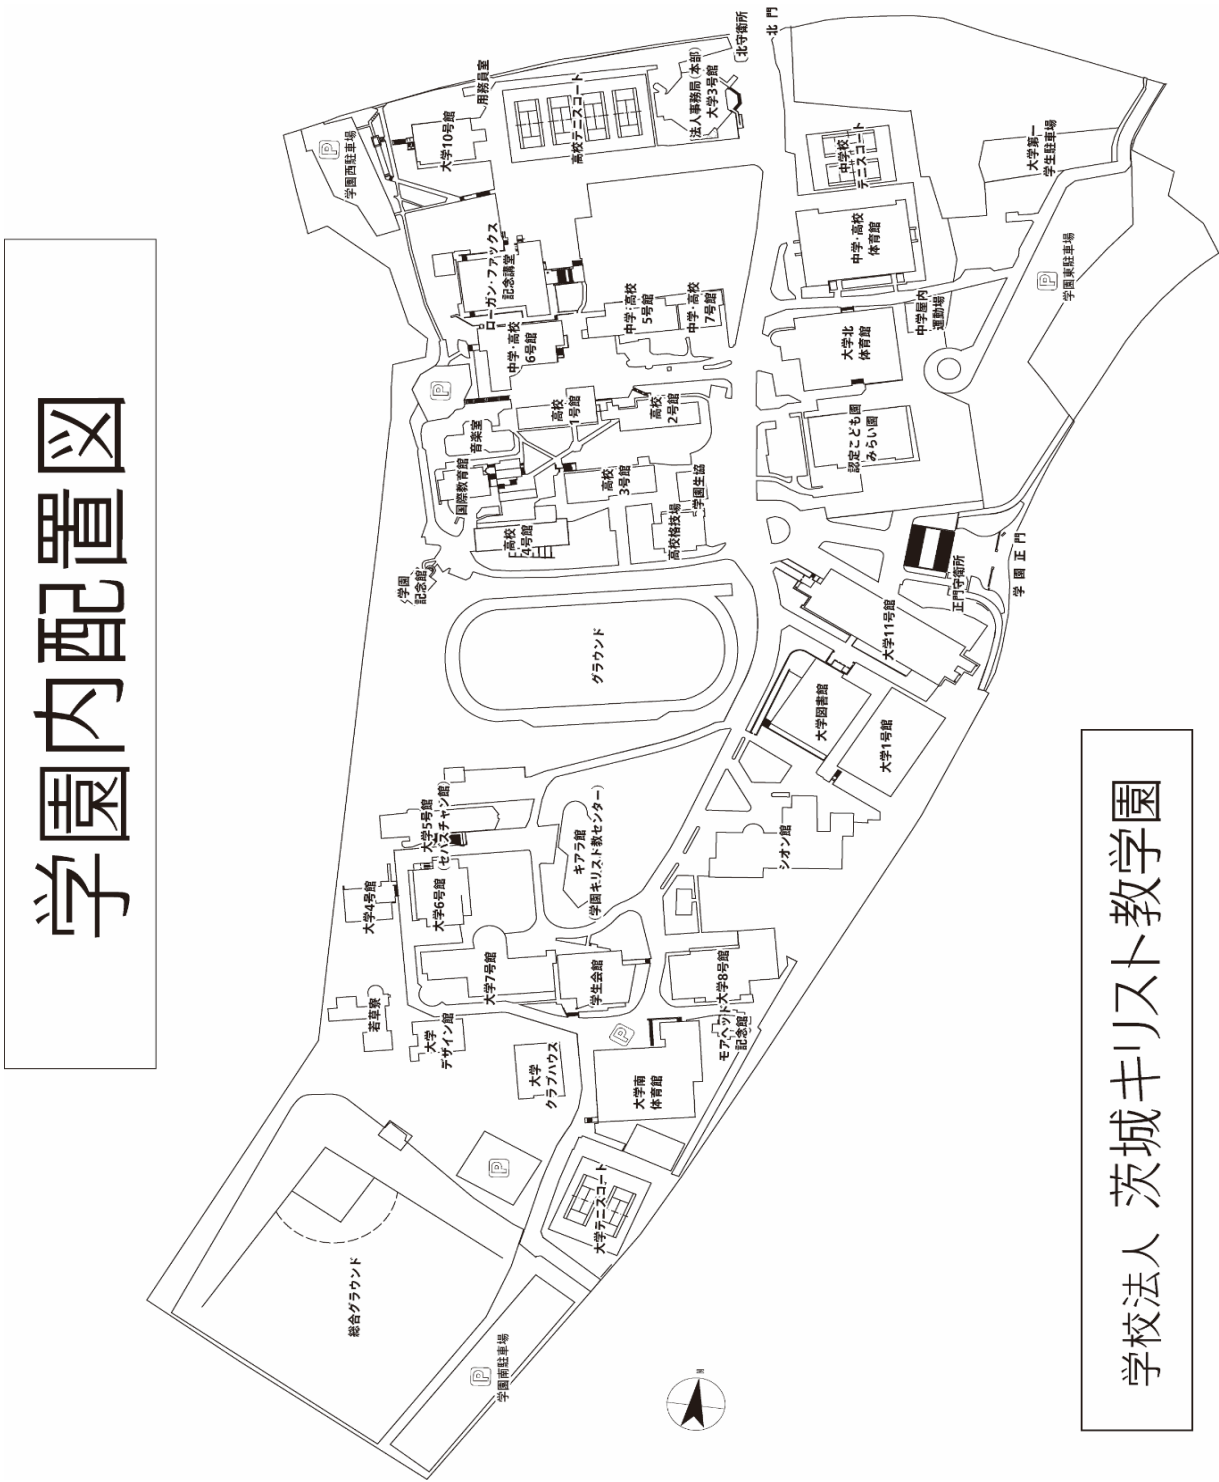 学園内配置図
学校法人 茨城キリスト教学園
北 門
北守衛所
法人事務局(本部)
大学3号館
高校テニスコート
用務員室
大学10号館
P
学園西駐車場
中学校
テニスコート
大学第一
学生駐車場
中学・高校
体育館
P
学園東駐車場
ローガン・ファックス
記念講堂
中学・高校
6号館
中学・高校
5号館
中学・高校
7号館
大学北
体育館
中学屋内
運動場
P
音楽室
高校
1号館
高校
2号館
認定こども園
みらい園
国際教育館
高校
3号館
学園生協
高校
4号館
高校格技場
学園
記念館
正門守衛所
学 園 正 門
グラウンド
大学11号館
大学図書館
大学1号館
大学5号館
(セバスチャン館)
キアラ館
(学園キリスト教センター)
シオン館
大学4号館
大学6号館
大学7号館
学生会館
大学8号館
若草寮
大学
デザイン館
P
モアヘッド
記念館
大学
クラブハウス
大学南
体育館
P
大学テニスコート
総合グラウンド
P
学園南駐車場